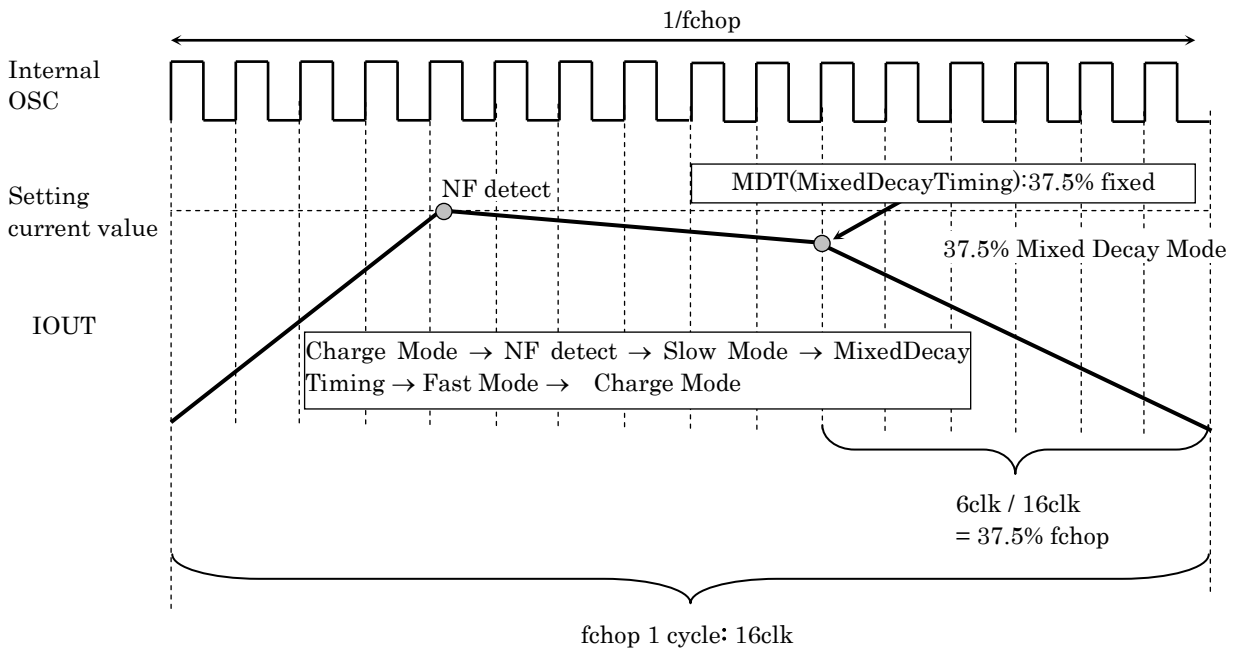 1/fchop
Internal
OSC
Setting
current value
NF detect
MDT(MixedDecayTiming):37.5% fixed
37.5% Mixed Decay Mode
IOUT
Charge Mode → NF detect → Slow Mode → MixedDecay
Timing → Fast Mode → Charge Mode
6clk / 16clk
= 37.5% fchop
fchop 1 cycle: 16clk